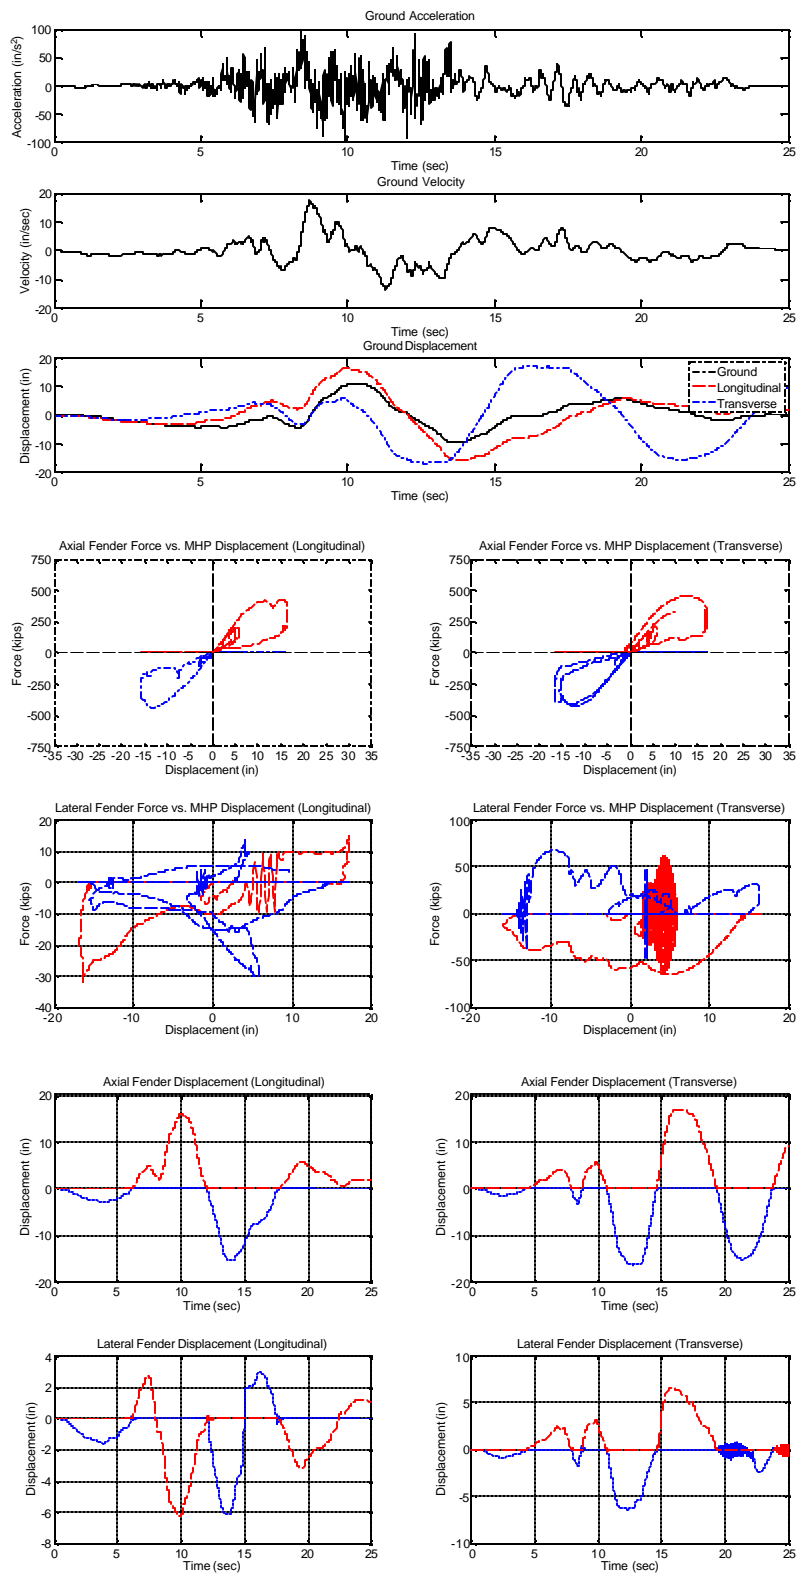 Ground Acceleration
Acceleration (in/s²)
100
50
0
-50
-100
0 5 10 15 20 25
Time (sec)
Ground Velocity
Velocity (in/sec)
20
10
0
-10
-20
0 5 10 15 20 25
Time (sec)
Ground Displacement
Displacement (in)
20
10
0
-10
-20
Ground
Longitudinal
Transverse
0 5 10 15 20 25
Time (sec)
Axial Fender Force vs. MHP Displacement (Longitudinal)
Force (kips)
750
500
250
0
-250
-500
-750
-35 -30 -25 -20 -15 -10 -5 0 5 10 15 20 25 30 35
Displacement (in)
Axial Fender Force vs. MHP Displacement (Transverse)
Force (kips)
750
500
250
0
-250
-500
-750
-35 -30 -25 -20 -15 -10 -5 0 5 10 15 20 25 30 35
Displacement (in)
Lateral Fender Force vs. MHP Displacement (Longitudinal)
Force (kips)
20
10
0
-10
-20
-30
-40
-20 -10 0 10 20
Displacement (in)
Lateral Fender Force vs. MHP Displacement (Transverse)
Force (kips)
100
50
0
-50
-100
-20 -10 0 10 20
Displacement (in)
Axial Fender Displacement (Longitudinal)
Displacement (in)
20
10
0
-10
-20
0 5 10 15 20 25
Time (sec)
Axial Fender Displacement (Transverse)
Displacement (in)
20
10
0
-10
-20
0 5 10 15 20 25
Time (sec)
Lateral Fender Displacement (Longitudinal)
Displacement (in)
4
2
0
-2
-4
-6
-8
0 5 10 15 20 25
Time (sec)
Lateral Fender Displacement (Transverse)
Displacement (in)
10
5
0
-5
-10
0 5 10 15 20 25
Time (sec)